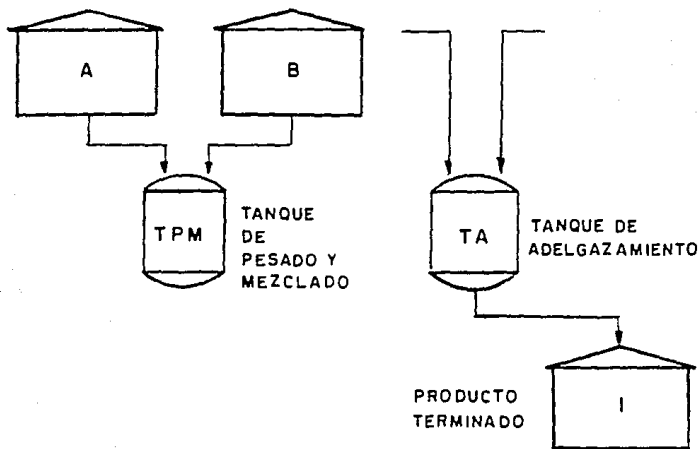 A
B
TPM
TANQUE
DE
PESADO Y
MEZCLADO
TA
TANQUE DE
ADELGAZAMIENTO
PRODUCTO
TERMINADO
I